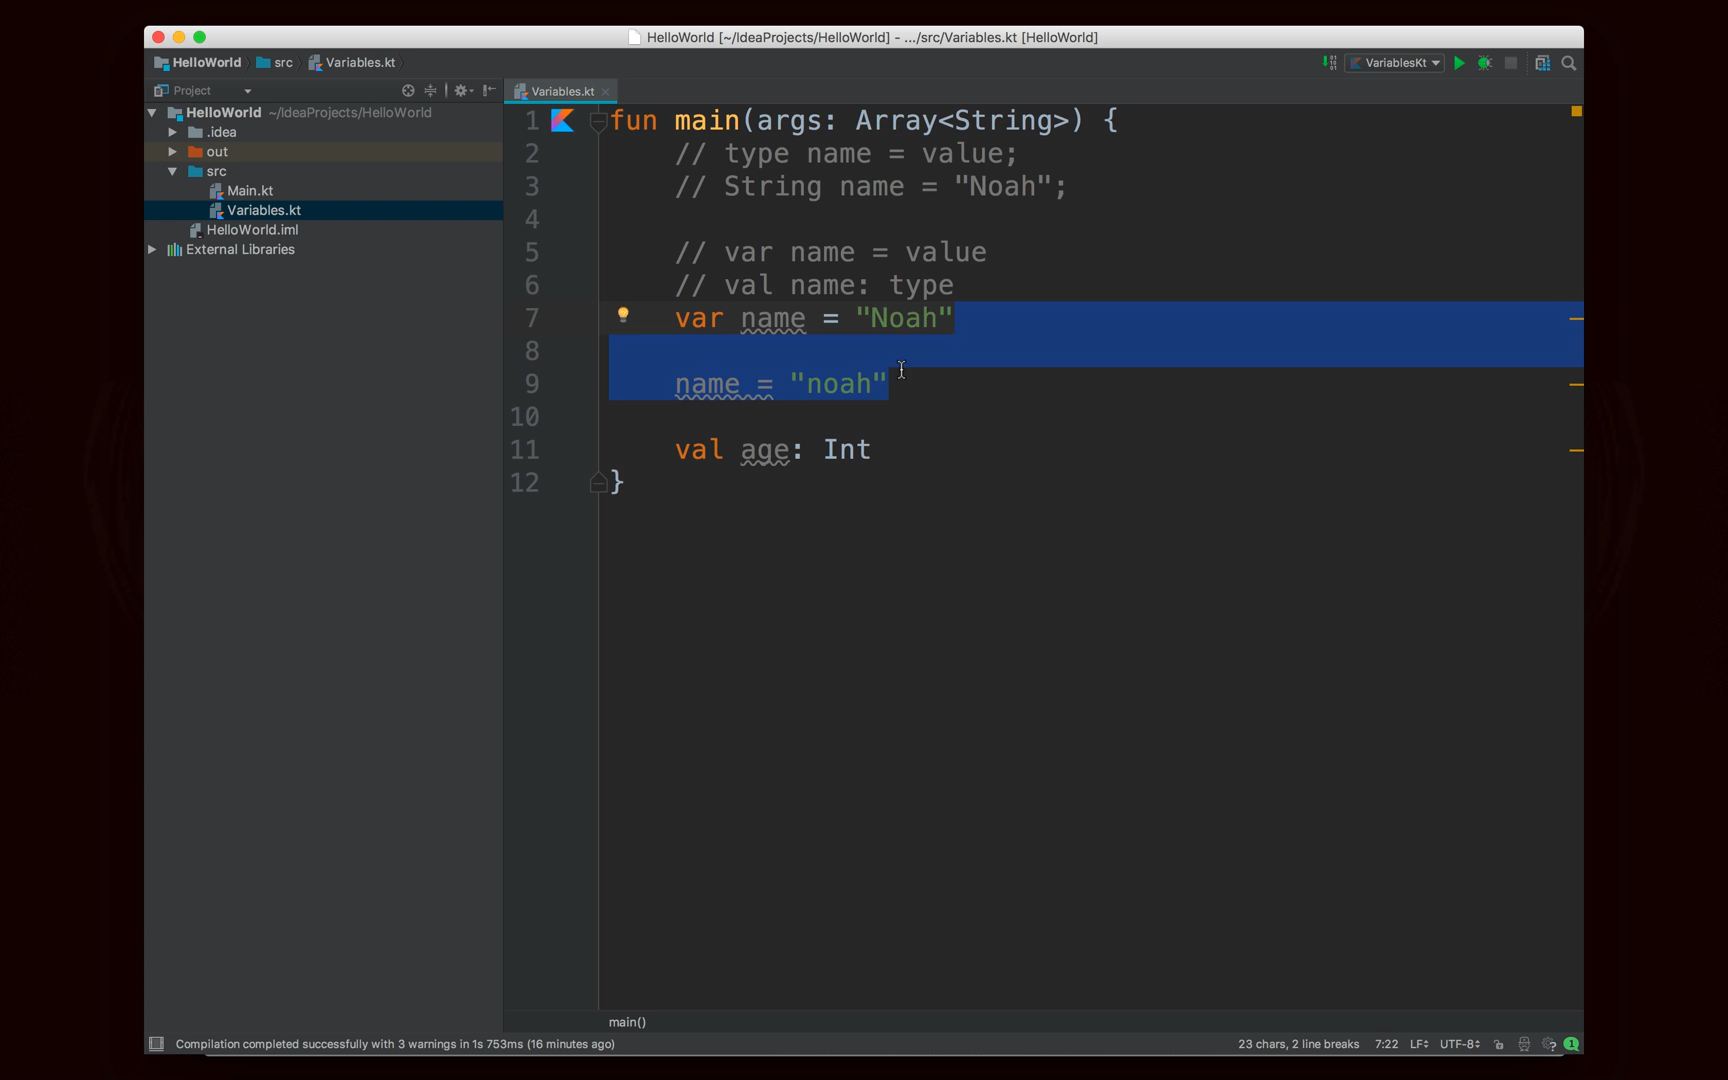 HelloWorld [~/IdeaProjects/HelloWorld] - .../src/Variables.kt [HelloWorld]
HelloWorld src Variables.kt VariablesKt
Project Variables.kt
HelloWorld ~/IdeaProjects/HelloWorld
.idea
out
src
Main.kt
Variables.kt
HelloWorld.iml
External Libraries
1 fun main(args: Array<String>) {
2 // type name = value;
3 // String name = "Noah";
4
5 // var name = value
6 // val name: type
7 var name = "Noah"
8
9 name = "noah"
10
11 val age: Int
12 }
main()
Compilation completed successfully with 3 warnings in 1s 753ms (16 minutes ago) 23 chars, 2 line breaks 7:22 LF UTF-8 1